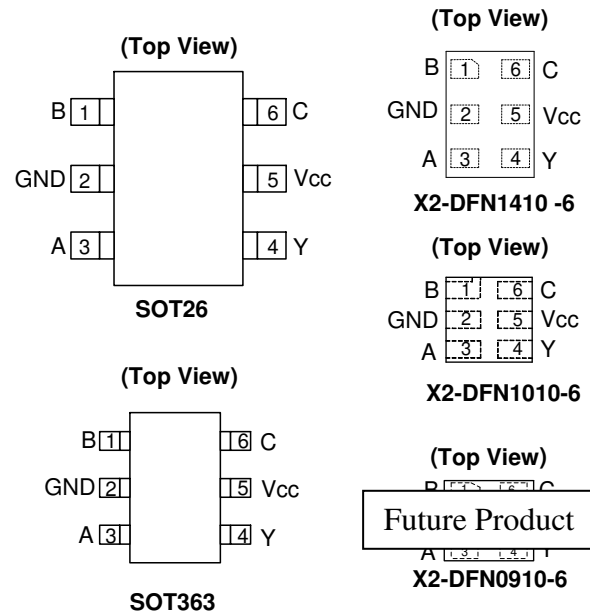 (Top View)
B 1 6 C
GND 2 5 Vcc
A 3 4 Y
SOT26
(Top View)
B 1 6 C
GND 2 5 Vcc
A 3 4 Y
SOT363
(Top View)
B 1 6 C
GND 2 5 Vcc
A 3 4 Y
X2-DFN1410 -6
(Top View)
B 1 6 C
GND 2 5 Vcc
A 3 4 Y
X2-DFN1010-6
(Top View)
Future Product
A 3 4
X2-DFN0910-6